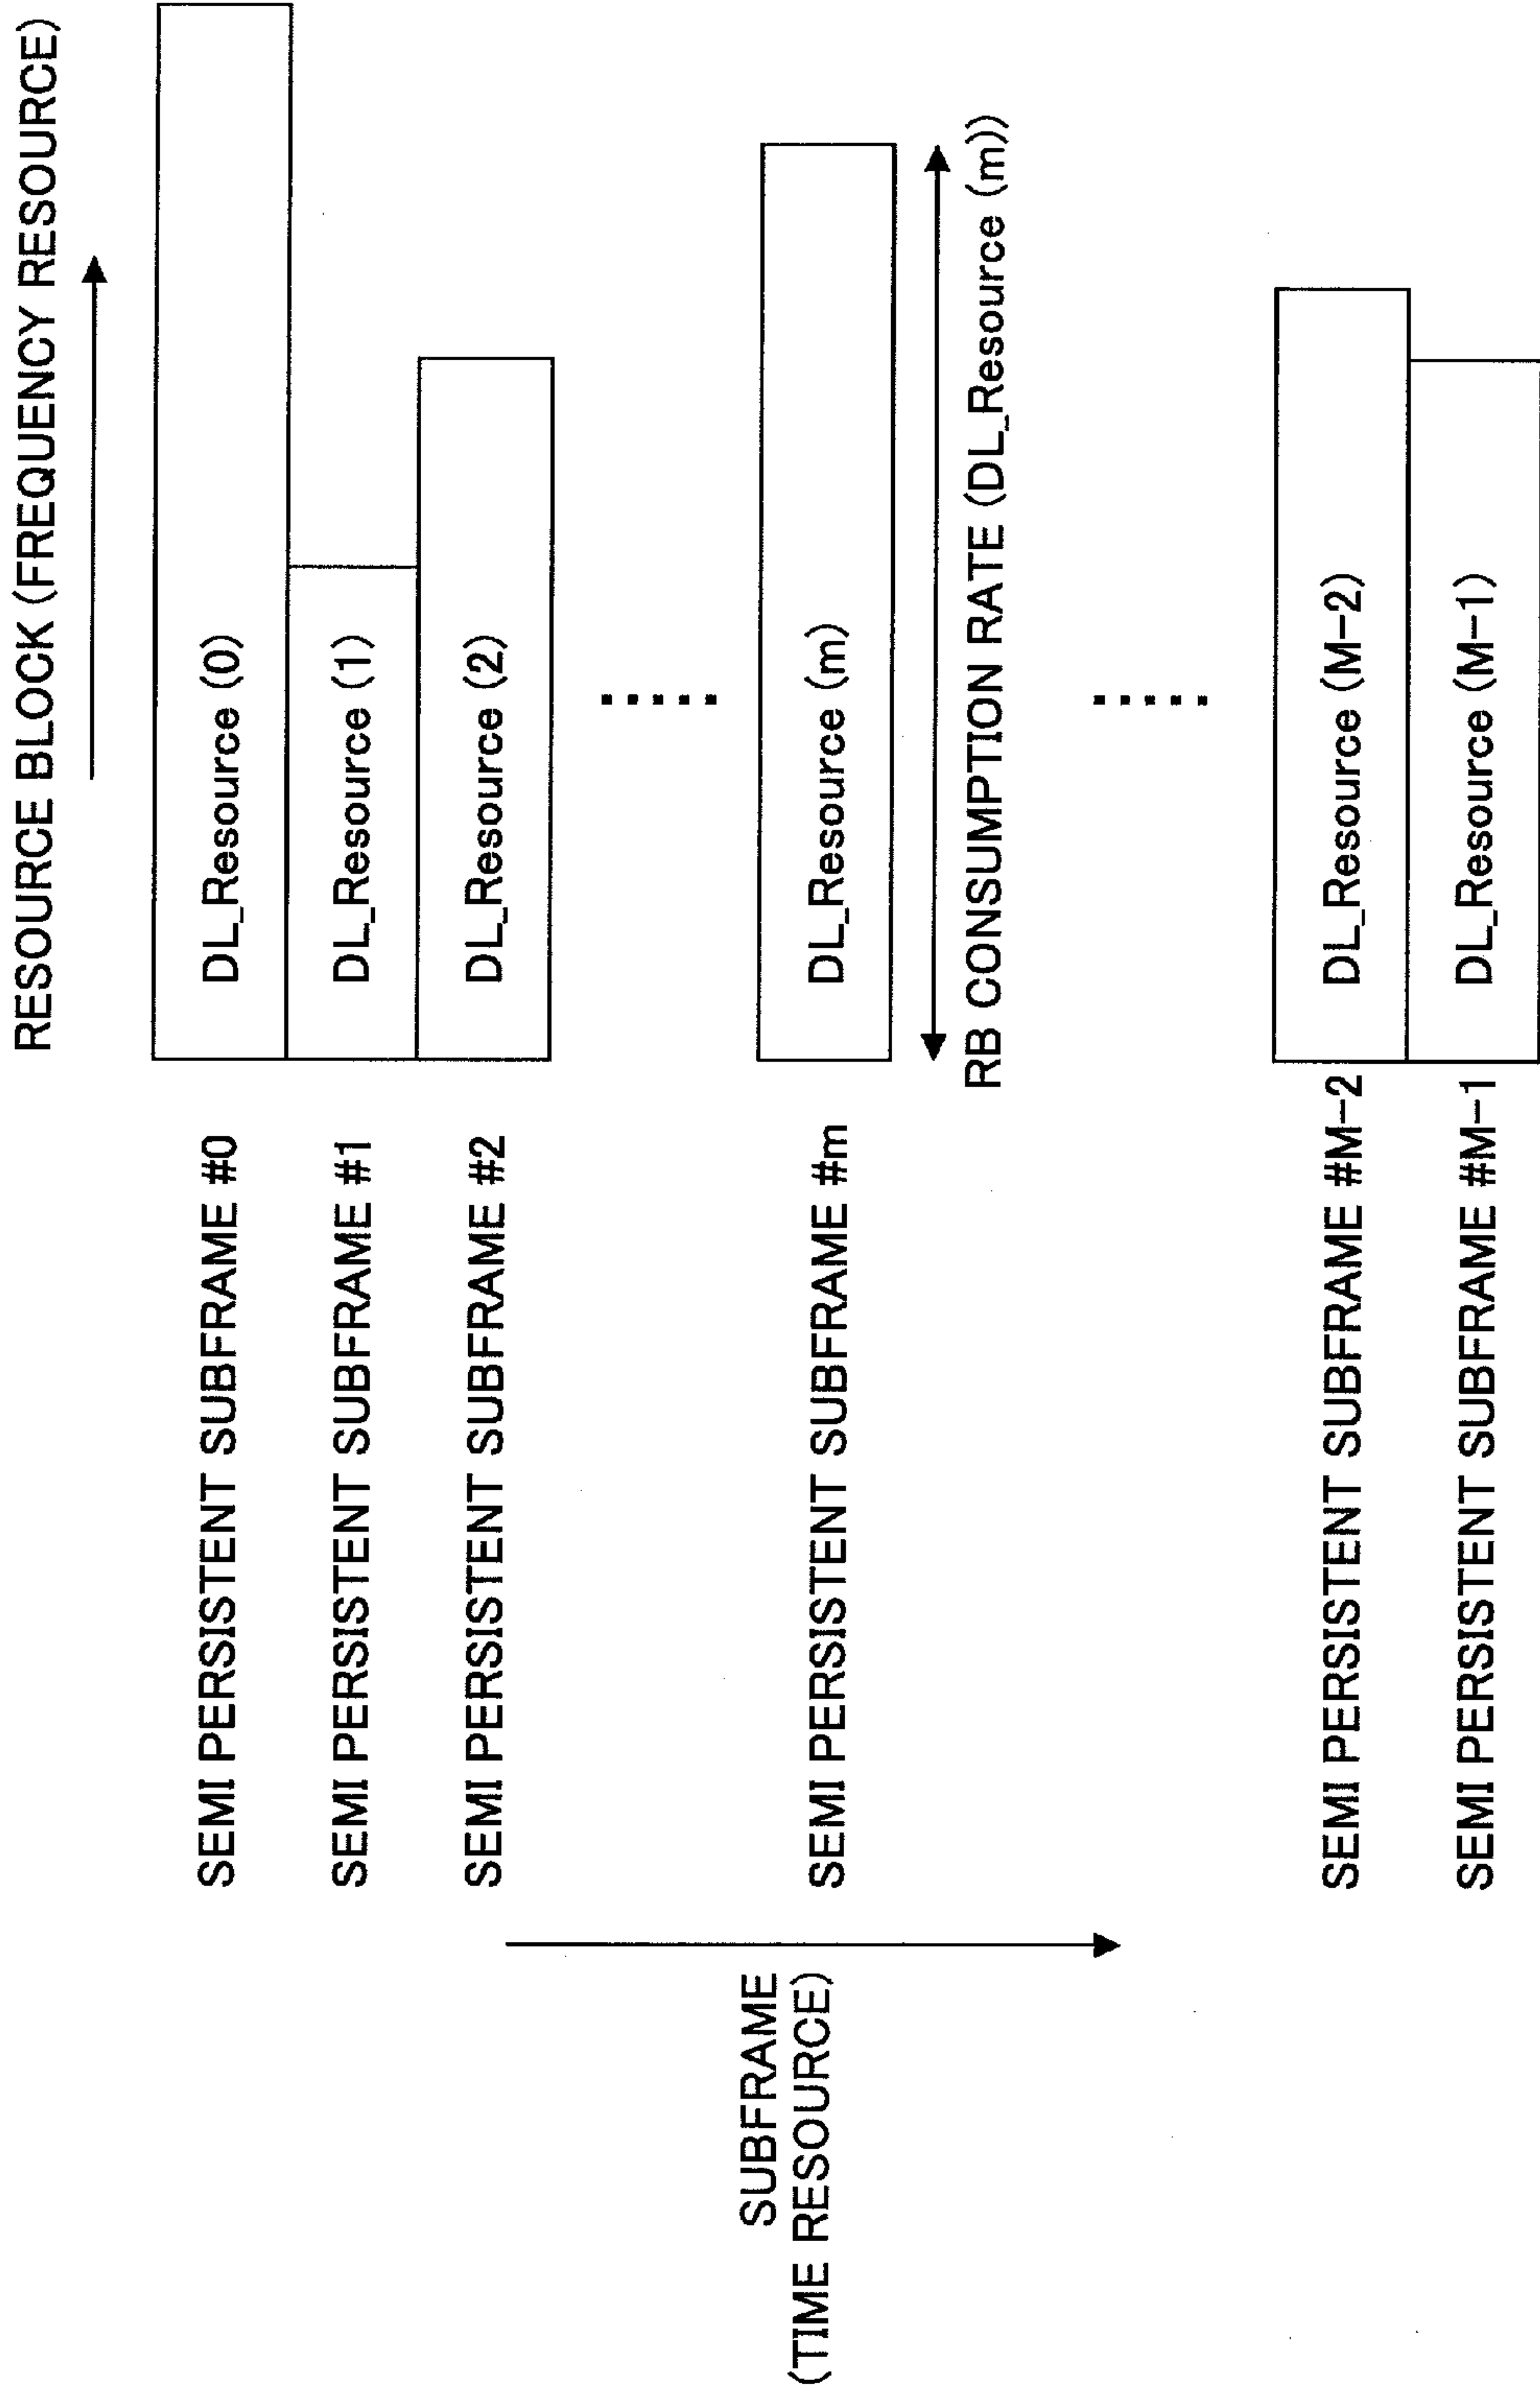 RESOURCE BLOCK (FREQUENCY RESOURCE)
SEMI PERSISTENT SUBFRAME #0
DL_Resource (0)
SEMI PERSISTENT SUBFRAME #1
DL_Resource (1)
SEMI PERSISTENT SUBFRAME #2
DL_Resource (2)
SUBFRAME
(TIME RESOURCE)
SEMI PERSISTENT SUBFRAME #m
DL_Resource (m)
RB CONSUMPTION RATE (DL_Resource (m))
SEMI PERSISTENT SUBFRAME #M-2
DL_Resource (M-2)
SEMI PERSISTENT SUBFRAME #M-1
DL_Resource (M-1)